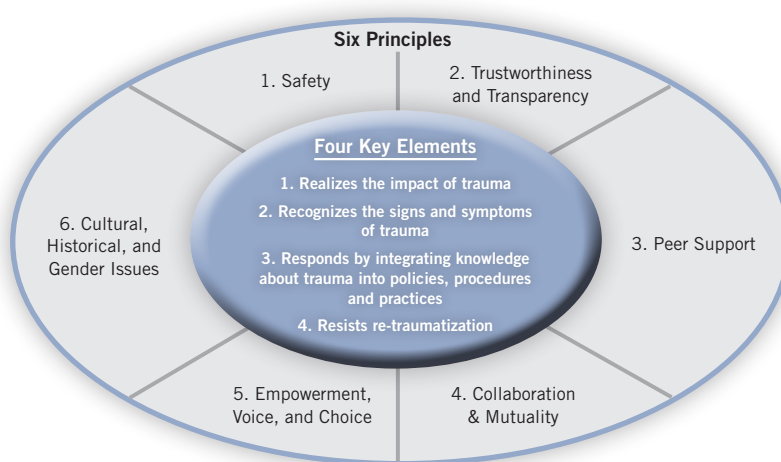 Six Principles
1. Safety
2. Trustworthiness
and Transparency
3. Peer Support
4. Collaboration
& Mutuality
5. Empowerment,
Voice, and Choice
6. Cultural,
Historical, and
Gender Issues
Four Key Elements
1. Realizes the impact of trauma
2. Recognizes the signs and symptoms
of trauma
3. Responds by integrating knowledge
about trauma into policies, procedures
and practices
4. Resists re-traumatization